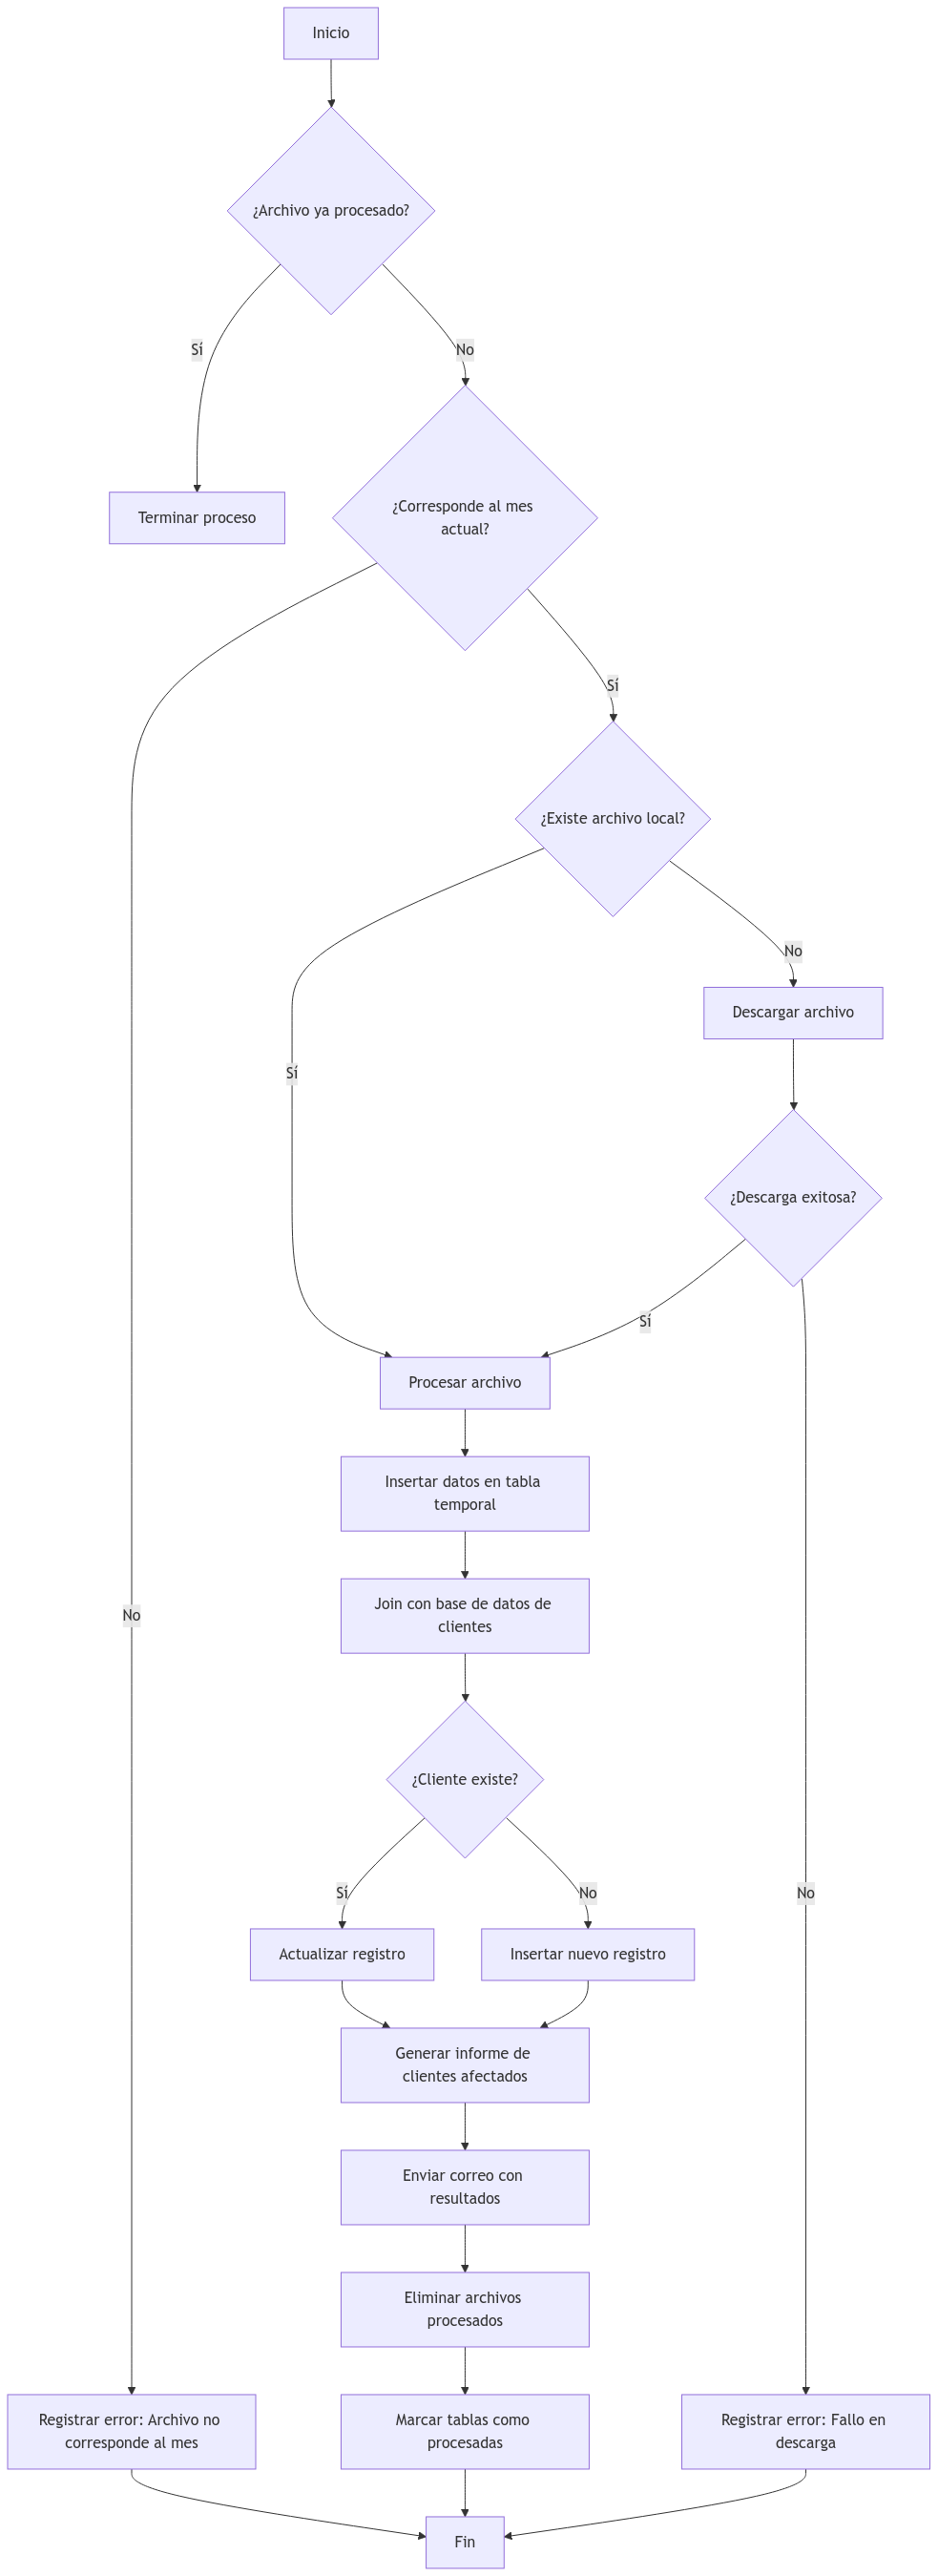 Inicio
¿Archivo ya procesado?
Sí
No
Terminar proceso
¿Corresponde al mes
actual?
Sí
¿Existe archivo local?
No
Descargar archivo
Sí
¿Descarga exitosa?
Sí
Procesar archivo
Insertar datos en tabla
temporal
Join con base de datos de
clientes
No
¿Cliente existe?
Sí
No
No
Actualizar registro
Insertar nuevo registro
Generar informe de
clientes afectados
Enviar correo con
resultados
Eliminar archivos
procesados
Registrar error: Archivo no
corresponde al mes
Marcar tablas como
procesadas
Registrar error: Fallo en
descarga
Fin